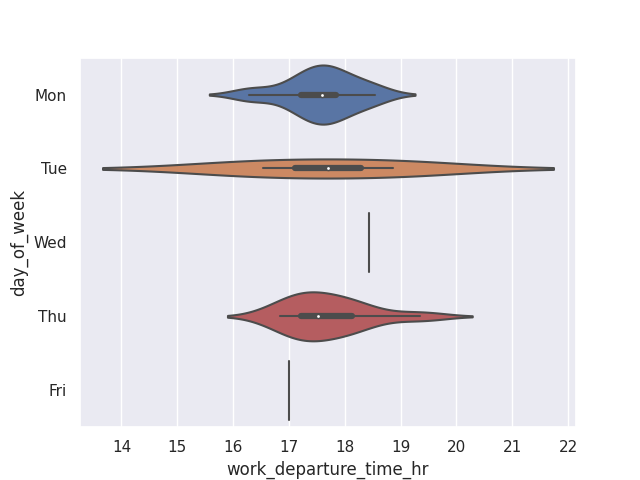 Mon
Tue
Wed
Thu
Fri
day_of_week
14 15 16 17 18 19 20 21 22
work_departure_time_hr